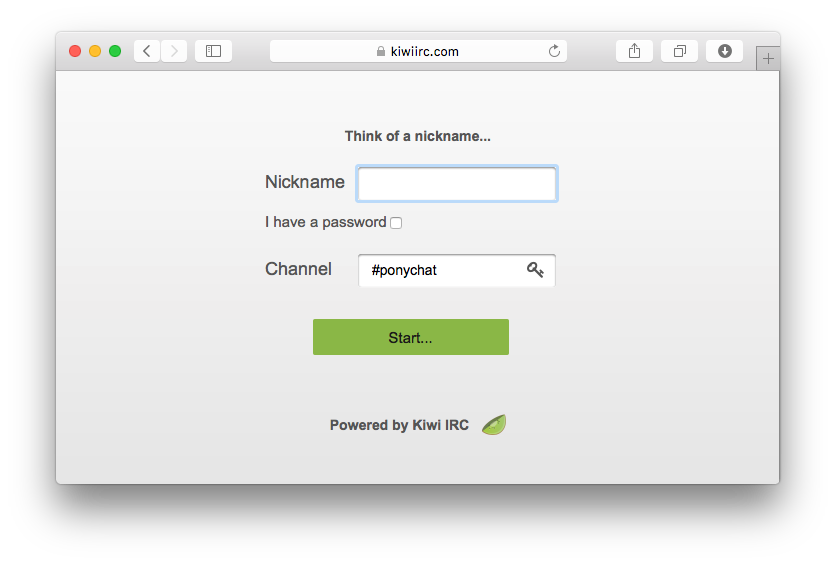 kiwiirc.com
Think of a nickname...
Nickname
I have a password
Channel #ponychat
Start...
Powered by Kiwi IRC